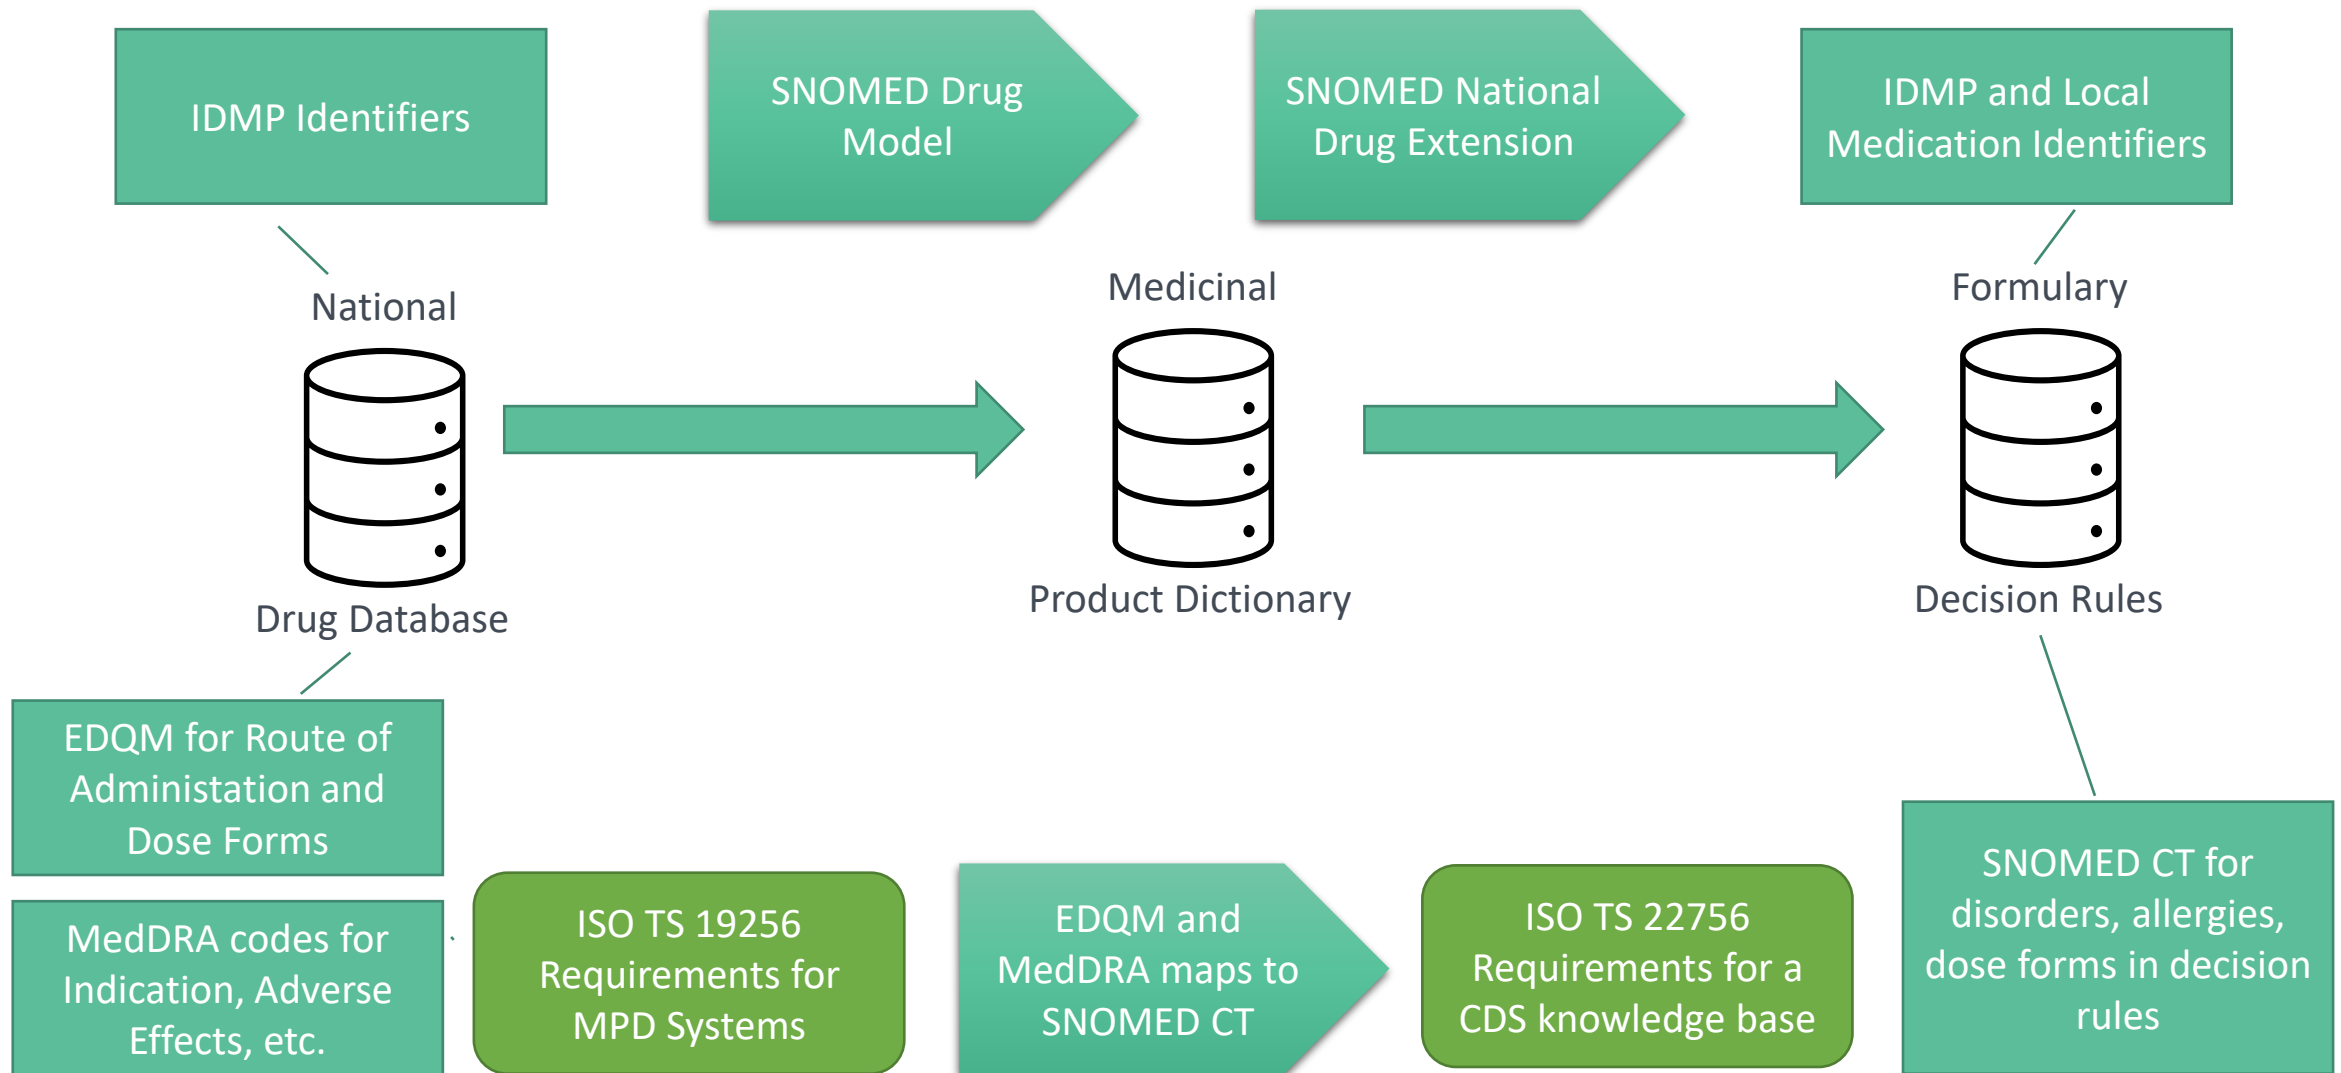 IDMP Identifiers
SNOMED Drug
Model
SNOMED National
Drug Extension
IDMP and Local
Medication Identifiers
National
Medicinal
Formulary
Drug Database
Product Dictionary
Decision Rules
EDQM for Route of
Administation and
Dose Forms
MedDRA codes for
Indication, Adverse
Effects, etc.
ISO TS 19256
Requirements for
MPD Systems
EDQM and
MedDRA maps to
SNOMED CT
ISO TS 22756
Requirements for a
CDS knowledge base
SNOMED CT for
disorders, allergies,
dose forms in decision
rules